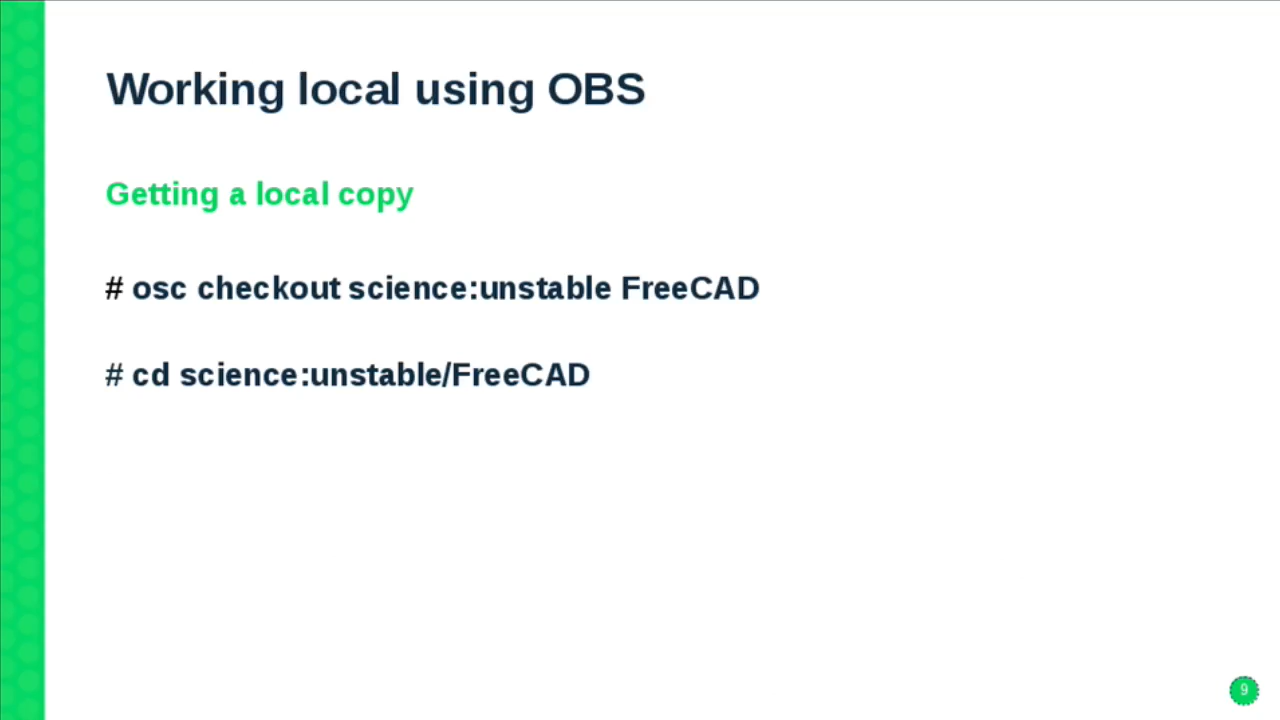 Working local using OBS
Getting a local copy
# osc checkout science:unstable FreeCAD
# cd science:unstable/FreeCAD
9